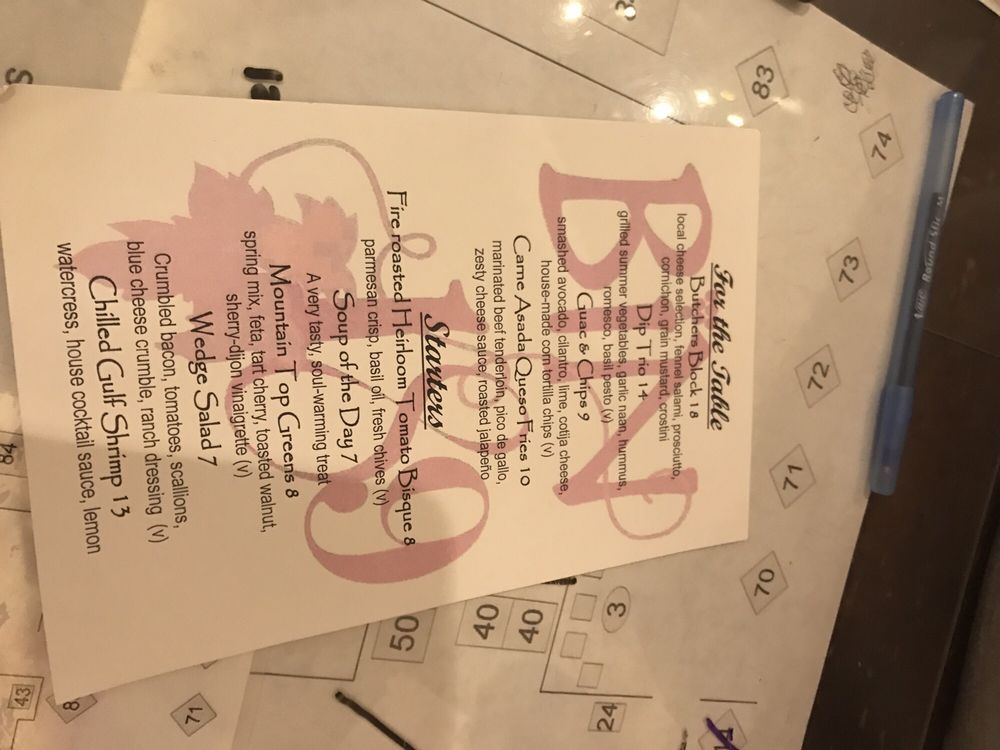 For the Table
Butchers Block 18
local cheese selection, fennel salami, prosciutto,
cornichon, grain mustard, crostini
Dip Trio 14
grilled summer vegetables, garlic naan, hummus,
romesco, basil pesto (v)
Guac & Chips 9
smashed avocado, cilantro, lime, cotija cheese,
house-made corn tortilla chips (v)
Carne Asada Queso Fries 10
marinated beef tenderloin, pico de gallo,
zesty cheese sauce, roasted jalapeño
Starters
Fire roasted Heirloom Tomato Bisque 8
parmesan crisp, basil oil, fresh chives (v)
Soup of the Day 7
A very tasty, soul-warming treat
Mountain Top Greens 8
spring mix, feta, tart cherry, toasted walnut,
sherry-dijon vinaigrette (v)
Wedge Salad 7
Crumbled bacon, tomatoes, scallions,
blue cheese crumble, ranch dressing (v)
Chilled Gulf Shrimp 13
watercress, house cocktail sauce, lemon
BIN
189
83
74
73
72
71
70
3
40
40
50
24
71
43
8
84